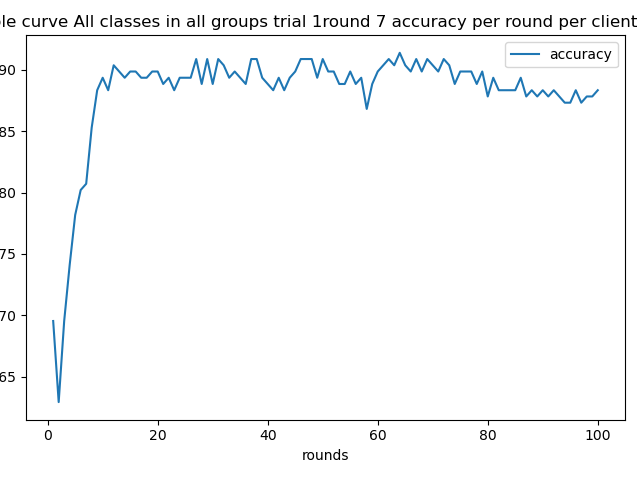 le curve All classes in all groups trial 1round 7 accuracy per round per client
accuracy
90
85
80
75
70
65
0 20 40 60 80 100
rounds